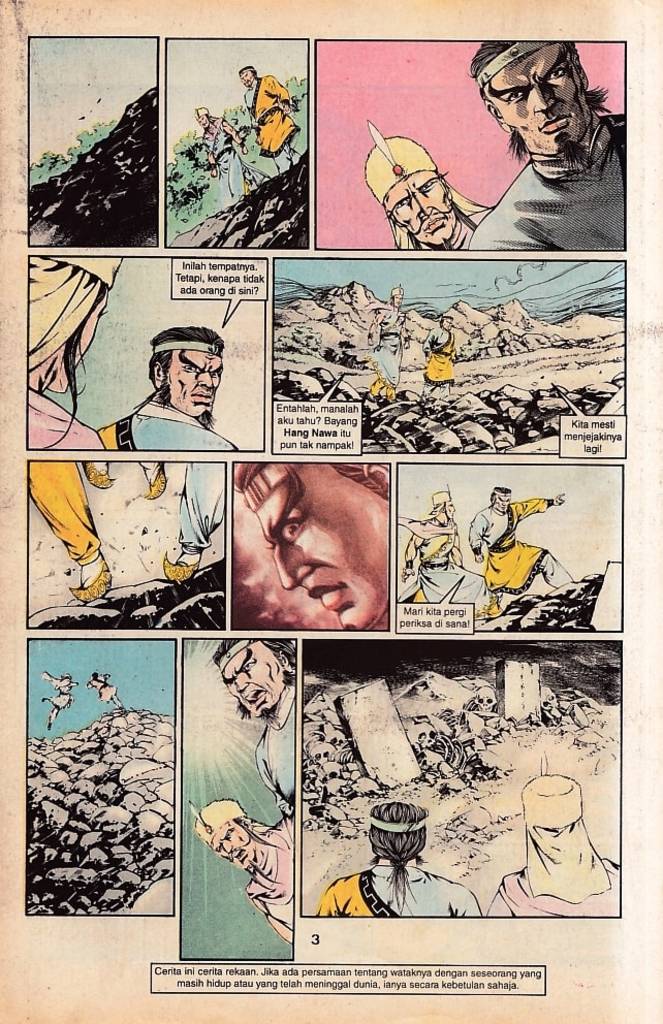 Inilah tempatnya.
Tetapi, kenapa tidak
ada orang di sini?
Entahlah, manalah
aku tahu? Bayang
Hang Nawa itu
pun tak nampak!
Kita mesti
menjejakinya
lagi!
Mari kita pergi
periksa di sana!
3
Cerita ini cerita rekaan. Jika ada persamaan tentang wataknya dengan seseorang yang
masih hidup atau yang telah meninggal dunia, ianya secara kebetulan sahaja.